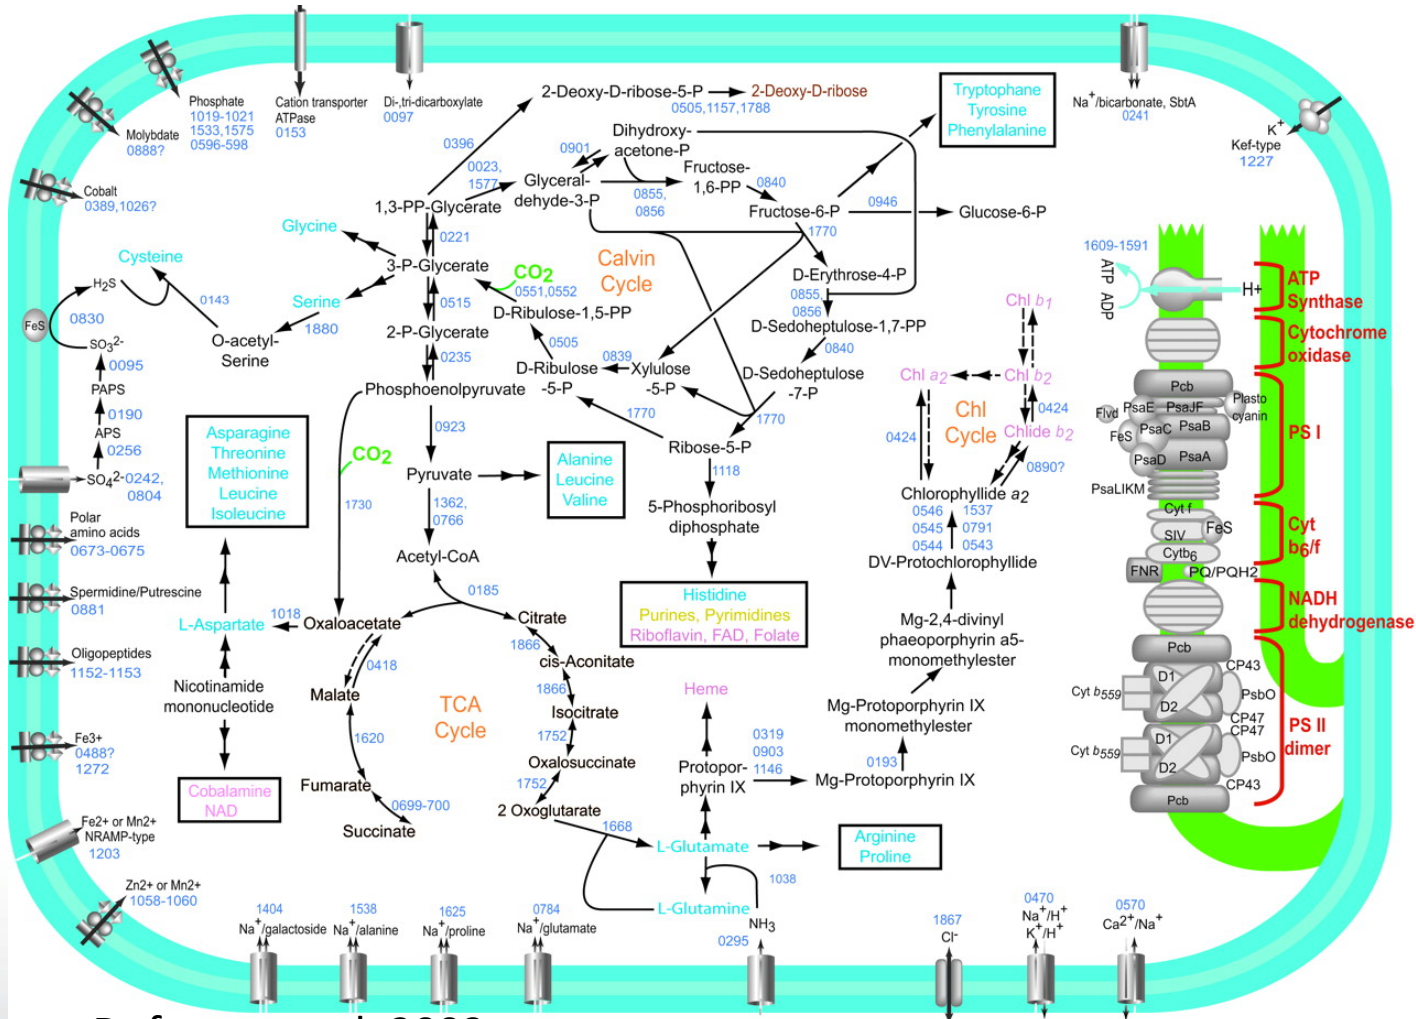 Phosphate
1019-1021
1533,1575
0596-598
Cation transporter
ATPase
0153
Di-,tri-dicarboxylate
0097
Na+/bicarbonate, SbtA
0241
K+
Kef-type
1227
Molybdate
0888?
Cobalt
0389,1026?
2-Deoxy-D-ribose-5-P
2-Deoxy-D-ribose
0505,1157,1788
Tryptophane
Tyrosine
Phenylalanine
0396
0023,
1577
0901
Dihydroxy-
acetone-P
Glyceral-
dehyde-3-P
0855,
0856
Fructose-
1,6-PP
0840
Fructose-6-P
0946
Glucose-6-P
1770
1,3-PP-Glycerate
0221
Glycine
3-P-Glycerate
Calvin
Cycle
CO2
0551,0552
D-Ribulose-1,5-PP
D-Erythrose-4-P
0855,
0856
D-Sedoheptulose-1,7-PP
0840
D-Sedoheptulose
-7-P
Cysteine
H2S
FeS
0830
0143
Serine
1880
O-acetyl-
Serine
0515
2-P-Glycerate
0235
Phosphoenolpyruvate
0505
D-Ribulose
-5-P
0839
Xylulose
-5-P
1770
1770
Ribose-5-P
1118
5-Phosphoribosyl
diphosphate
Histidine
Purines, Pyrimidines
Riboflavin, FAD, Folate
SO32-
0095
PAPS
0190
APS
0256
SO42-
0242,
0804
Asparagine
Threonine
Methionine
Leucine
Isoleucine
CO2
1730
0923
Pyruvate
Alanine
Leucine
Valine
1362,
0766
Acetyl-CoA
0185
Polar
amino acids
0673-0675
Spermidine/Putrescine
0881
Oligopeptides
1152-1153
Fe3+
0488?
1272
Fe2+ or Mn2+
NRAMP-type
1203
Zn2+ or Mn2+
1058-1060
L-Aspartate
1018
Oxaloacetate
Nicotinamide
mononucleotide
Cobalamine
NAD
0418
Malate
1620
Fumarate
0699-700
Succinate
TCA
Cycle
Citrate
1866
cis-Aconitate
1866
Isocitrate
1752
Oxalosuccinate
1752
2 Oxoglutarate
1668
L-Glutamate
Arginine
Proline
1038
L-Glutamine
NH3
0295
Heme
Protopor-
phyrin IX
0319
0903
1146
Mg-Protoporphyrin IX
0193
Mg-Protoporphyrin IX
monomethylester
Mg-2,4-divinyl
phaeoporphyrin a5-
monomethylester
DV-Protochlorophyllide
0546
0545
0544
1537
0791
0543
Chlorophyllide a2
0424
0890?
Chlide b2
0424
Chl
Cycle
Chl a2
Chl b2
Chl b1
1609-1591
ATP
ADP
H+
ATP
Synthase
Cytochrome
oxidase
Pcb
Flvd
PsaE
PsaJF
Plasto
cyanin
FeS
PsaC
PsaB
PsaD
PsaA
PsaLIKM
PS I
Cyt f
SIV
FeS
Cytb6
FNR
PQ/PQH2
Cyt
b6/f
NADH
dehydrogenase
Pcb
CP43
D1
Cyt b559
D2
PsbO
CP47
CP47
D1
Cyt b559
D2
PsbO
CP43
Pcb
PS II
dimer
1404
Na+/galactoside
1538
Na+/alanine
1625
Na+/proline
0784
Na+/glutamate
1867
Cl-
0470
Na+/H+
K+/H+
0570
Ca2+/Na+